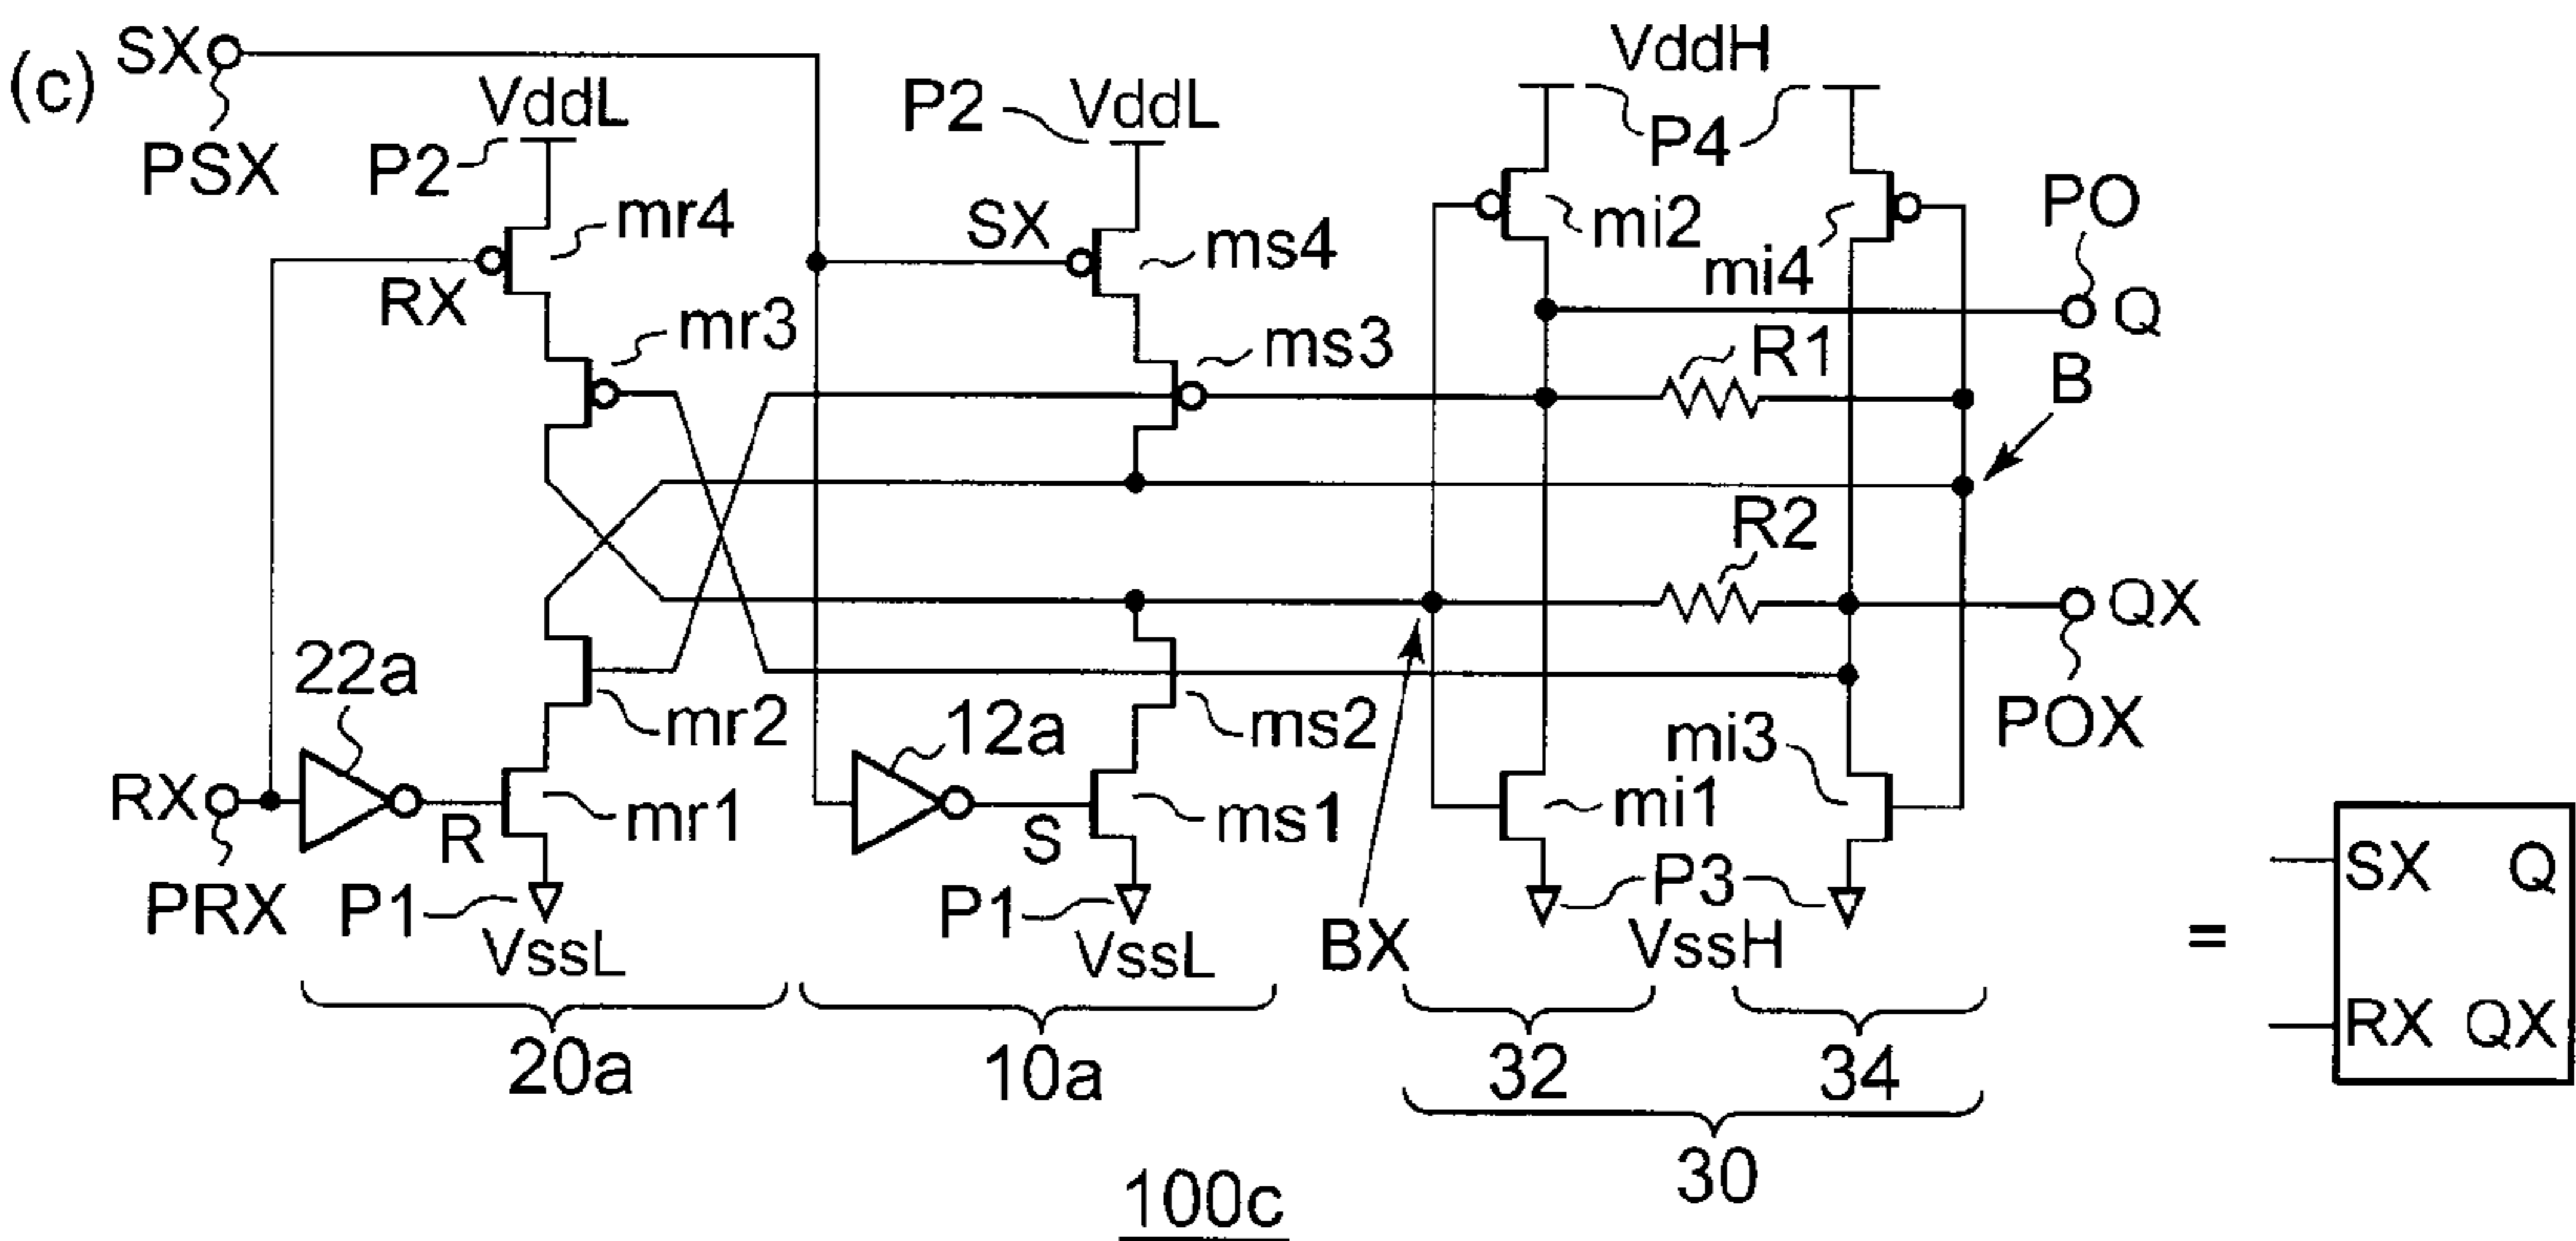 (c)
SX
PSX
VddL
P2
mr4
RX
mr3
22a
mr2
RX
R
mr1
PRX
P1
VssL
20a
P2
VddL
SX
ms4
ms3
12a
ms2
S
ms1
P1
VssL
10a
VddH
P4
mi2
mi4
PO
Q
R1
B
R2
QX
POX
mi3
mi1
BX
P3
VssH
32
34
30
=
SX Q
RX QX
100c